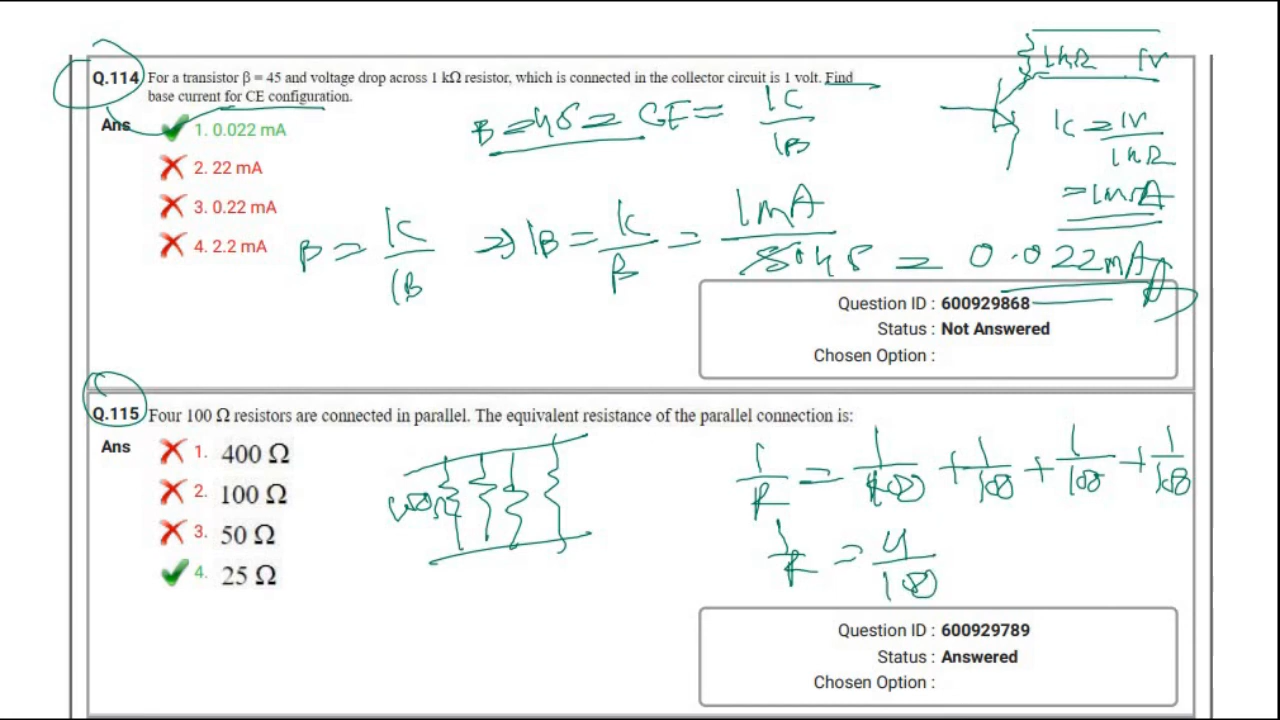 Q.114 For a transistor β = 45 and voltage drop across 1 kΩ resistor, which is connected in the collector circuit is 1 volt. Find
base current for CE configuration.
Ans 1. 0.022 mA
2. 22 mA
3. 0.22 mA
4. 2.2 mA
1kΩ 1V
β = 45 = CE = IC/IB
IC = 1V/1kΩ
= 1mA
β = IC/IB ⇒ IB = IC/β = 1mA/45 = 0.022mA
Question ID : 600929868
Status : Not Answered
Chosen Option :
Q.115 Four 100 Ω resistors are connected in parallel. The equivalent resistance of the parallel connection is:
Ans 1. 400 Ω
2. 100 Ω
3. 50 Ω
4. 25 Ω
100Ω
1/R = 1/100 + 1/100 + 1/100 + 1/100
1/R = 4/100
Question ID : 600929789
Status : Answered
Chosen Option :